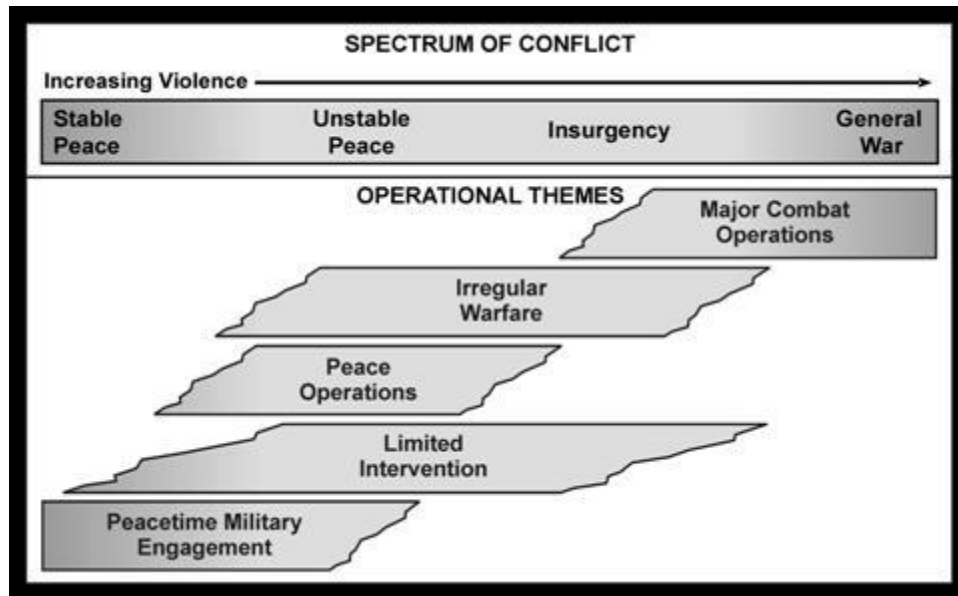 SPECTRUM OF CONFLICT
Increasing Violence
Stable
Peace
Unstable
Peace
Insurgency
General
War
OPERATIONAL THEMES
Major Combat
Operations
Irregular
Warfare
Peace
Operations
Limited
Intervention
Peacetime Military
Engagement